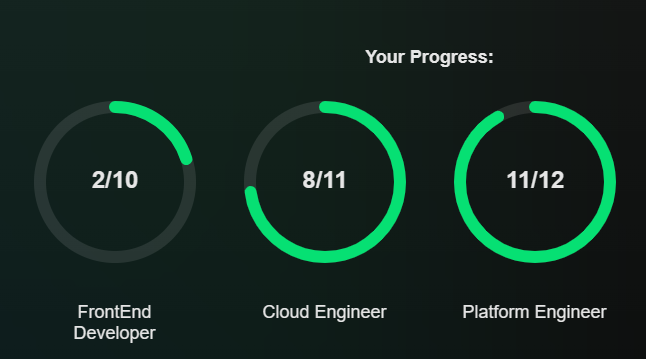 Your Progress:
2/10
8/11
11/12
FrontEnd
Developer
Cloud Engineer
Platform Engineer